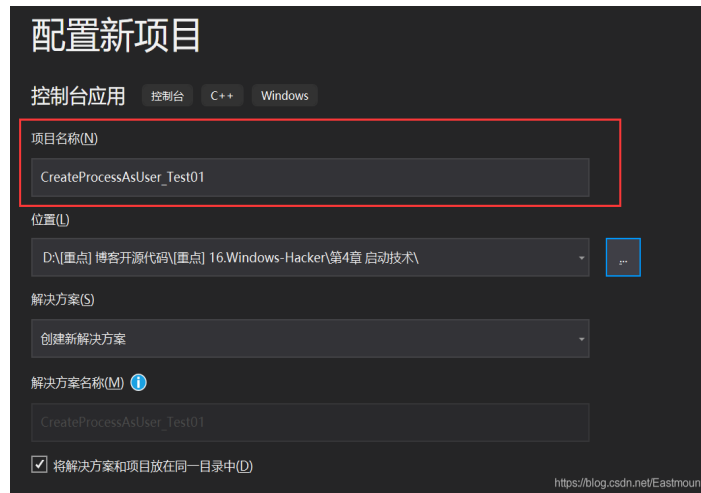 配置新项目
控制台应用 控制台 C++ Windows
项目名称(N)
CreateProcessAsUser_Test01
位置(L)
D:\[重点] 博客开源代码\[重点] 16.Windows-Hacker\第4章 启动技术\
...
解决方案(S)
创建新解决方案
解决方案名称(M)
CreateProcessAsUser_Test01
将解决方案和项目放在同一目录中(D)
https://blog.csdn.net/Eastmoun